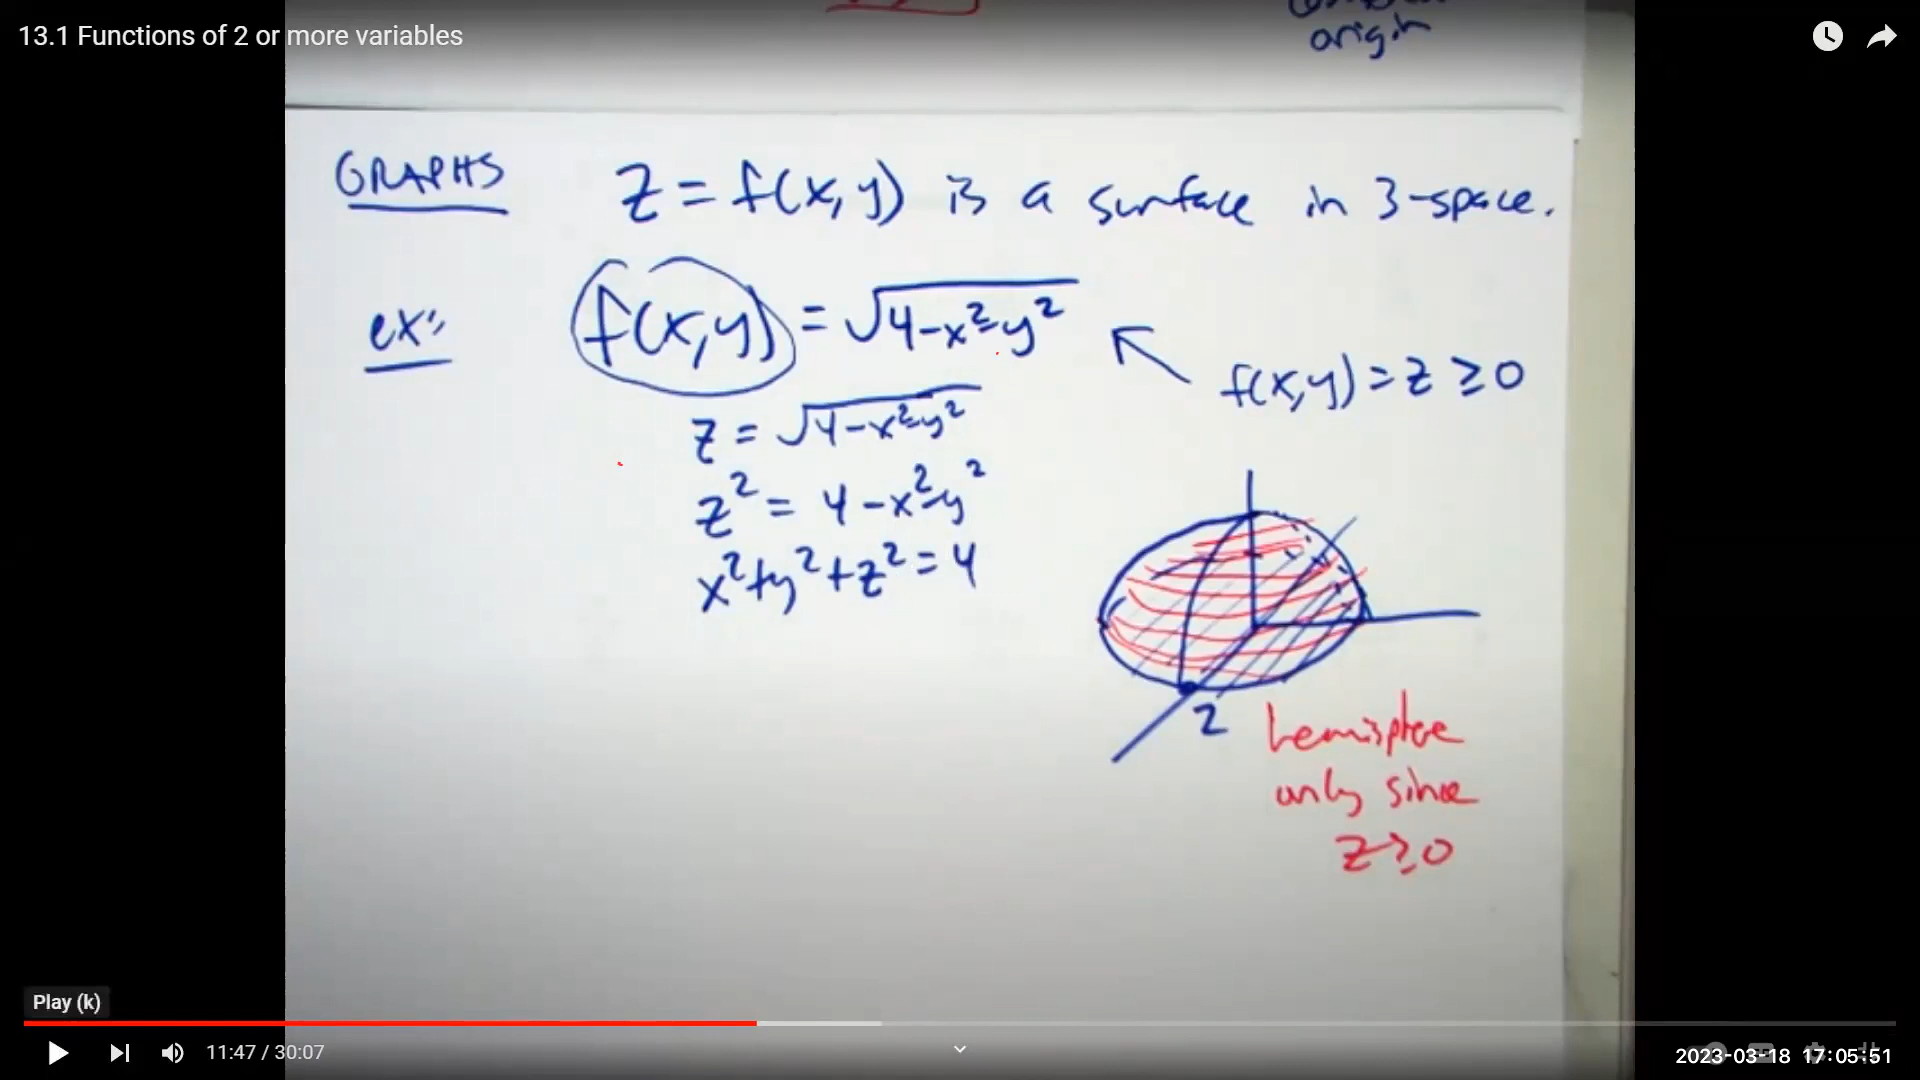 13.1 Functions of 2 or more variables
origin
GRAPHS z = f(x,y) is a surface in 3-space.
ex: f(x,y) = √4-x²-y²
f(x,y) = z ≥ 0
z = √4-x²-y²
z² = 4-x²-y²
x²+y²+z² = 4
2
hemisphere
only since
z ≥ 0
Play (k)
11:47 / 30:07
2023-03-18 17:05:51